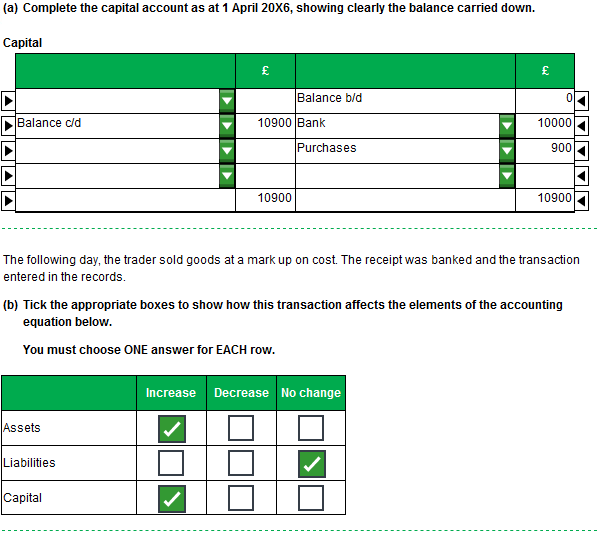 (a) Complete the capital account as at 1 April 20X6, showing clearly the balance carried down.
Capital
£ £
Balance b/d 0
Balance c/d 10900 Bank 10000
Purchases 900
10900 10900
The following day, the trader sold goods at a mark up on cost. The receipt was banked and the transaction
entered in the records.
(b) Tick the appropriate boxes to show how this transaction affects the elements of the accounting
equation below.
You must choose ONE answer for EACH row.
Increase Decrease No change
Assets
Liabilities
Capital